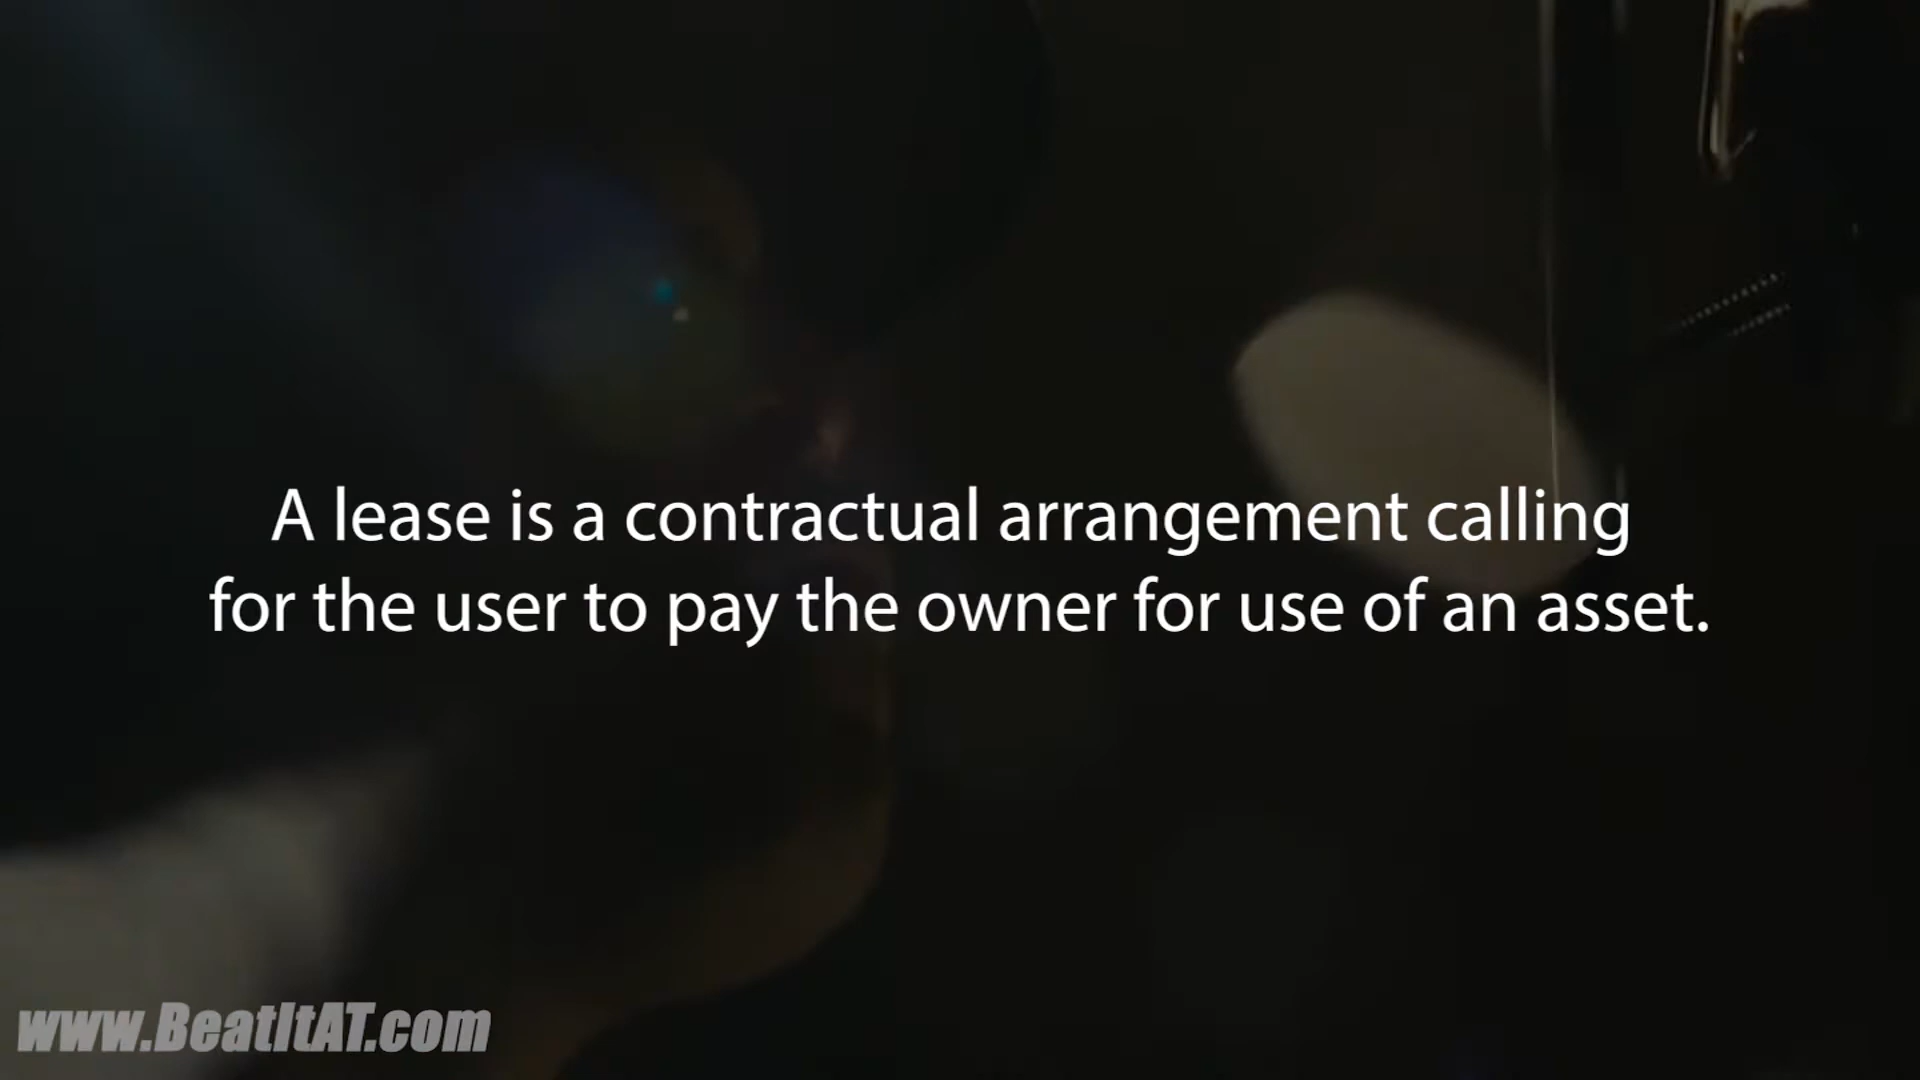 A lease is a contractual arrangement calling
for the user to pay the owner for use of an asset.
www.BeatItAT.com